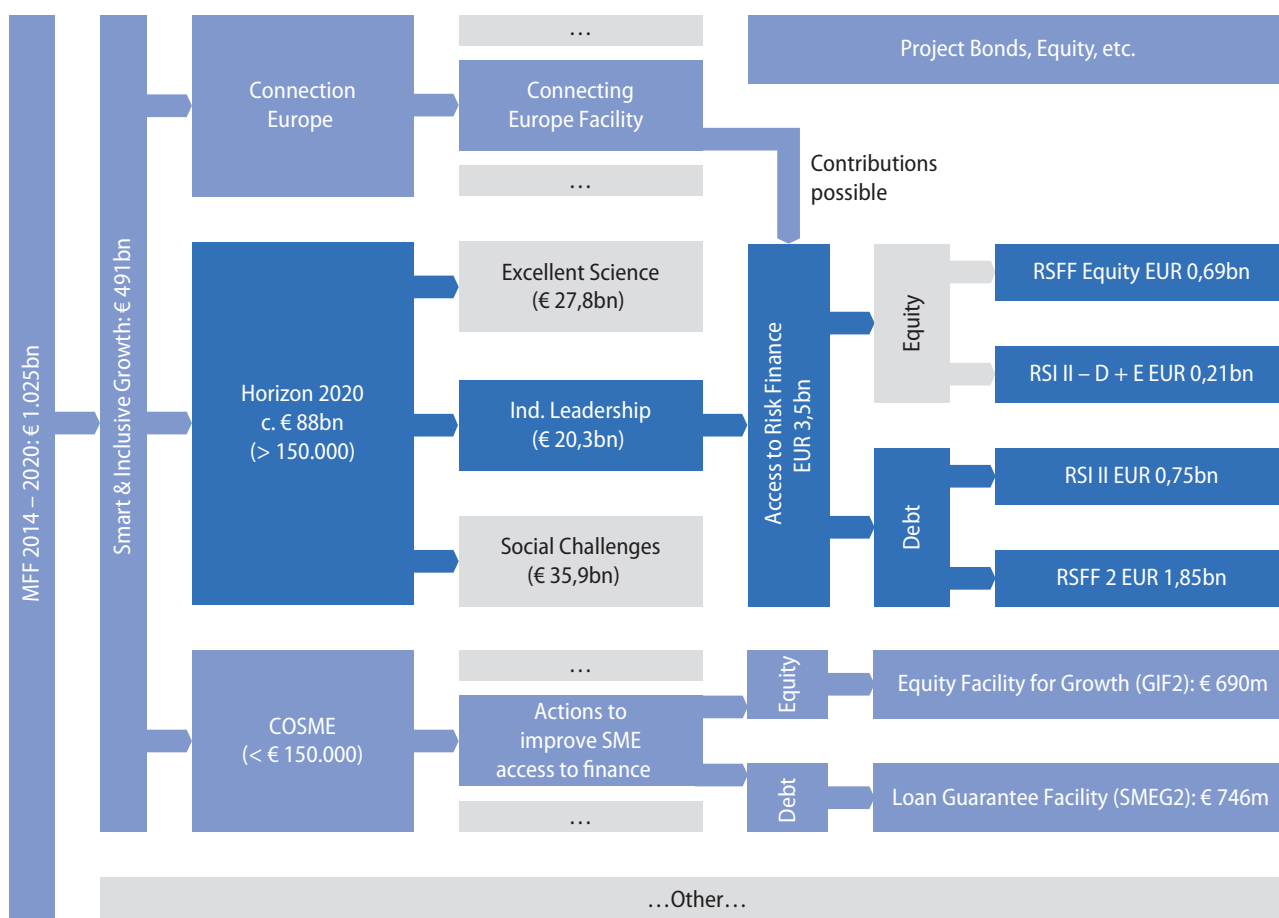 MFF 2014 – 2020: € 1.025bn
Smart & Inclusive Growth: € 491bn
Connection
Europe
…
Connecting
Europe Facility
…
Project Bonds, Equity, etc.
Contributions
possible
Horizon 2020
c. € 88bn
(> 150.000)
Excellent Science
(€ 27,8bn)
Ind. Leadership
(€ 20,3bn)
Social Challenges
(€ 35,9bn)
Access to Risk Finance
EUR 3,5bn
Equity
RSFF Equity EUR 0,69bn
RSI II – D + E EUR 0,21bn
Debt
RSI II EUR 0,75bn
RSFF 2 EUR 1,85bn
COSME
(< € 150.000)
…
Actions to
improve SME
access to finance
…
Equity
Equity Facility for Growth (GIF2): € 690m
Debt
Loan Guarantee Facility (SMEG2): € 746m
…Other…